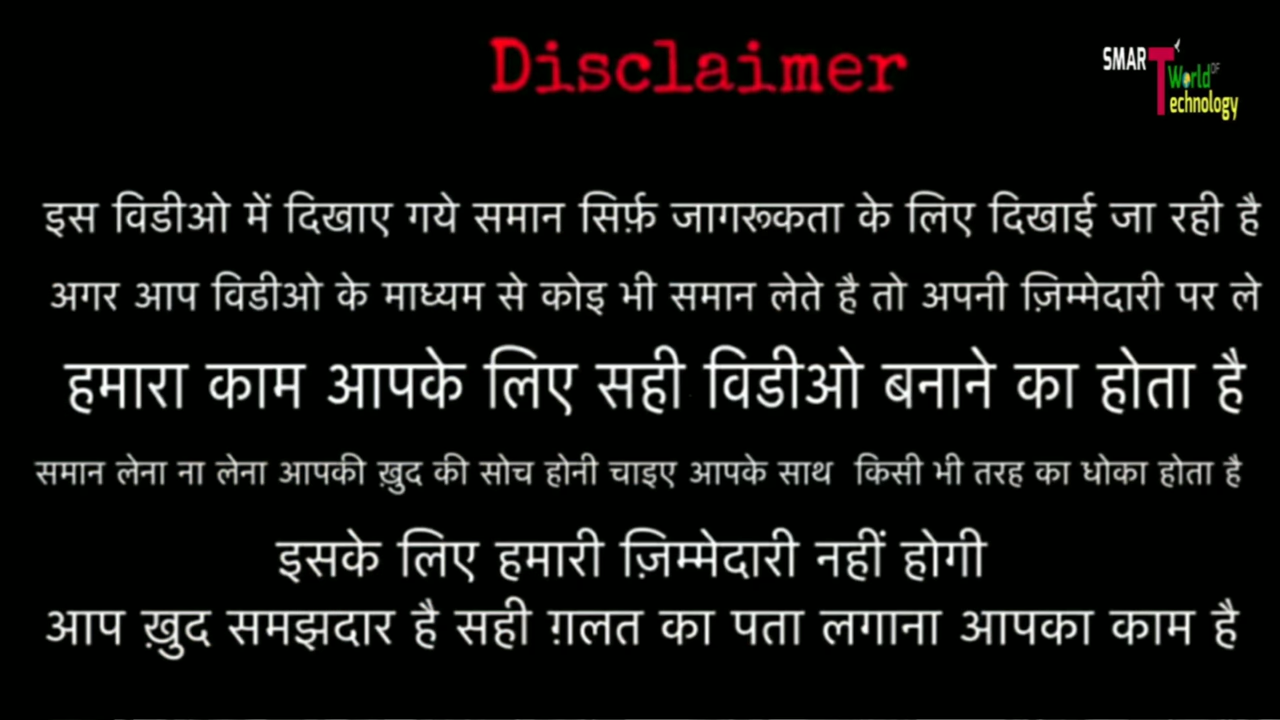 Disclaimer
SMART World OF Technology
इस विडीओ में दिखाए गये समान सिर्फ़ जागरूकता के लिए दिखाई जा रही है
अगर आप विडीओ के माध्यम से कोइ भी समान लेते है तो अपनी ज़िम्मेदारी पर ले
हमारा काम आपके लिए सही विडीओ बनाने का होता है
समान लेना ना लेना आपकी ख़ुद की सोच होनी चाइए आपके साथ किसी भी तरह का धोका होता है
इसके लिए हमारी ज़िम्मेदारी नहीं होगी
आप ख़ुद समझदार है सही ग़लत का पता लगाना आपका काम है